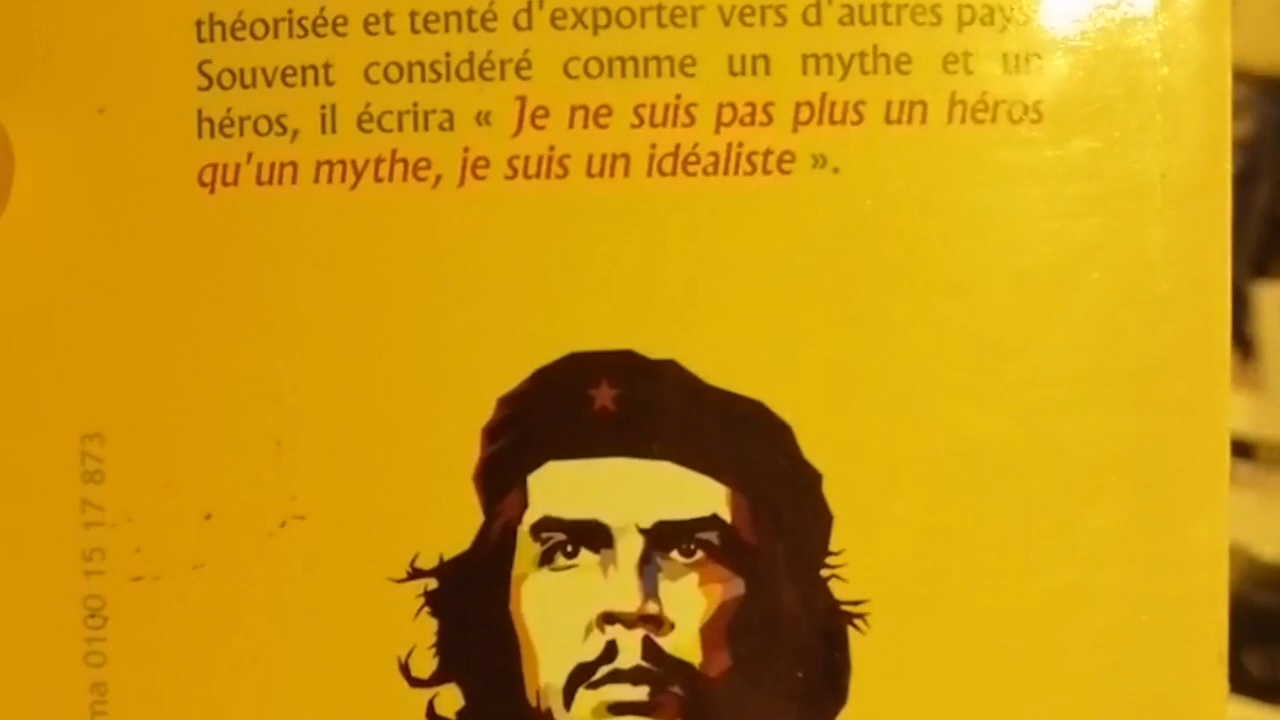 théorisée et tenté d'exporter vers d'autres pays
Souvent considéré comme un mythe et un
héros, il écrira « Je ne suis pas plus un héros
qu'un mythe, je suis un idéaliste ».
ma 0100 15 17 873